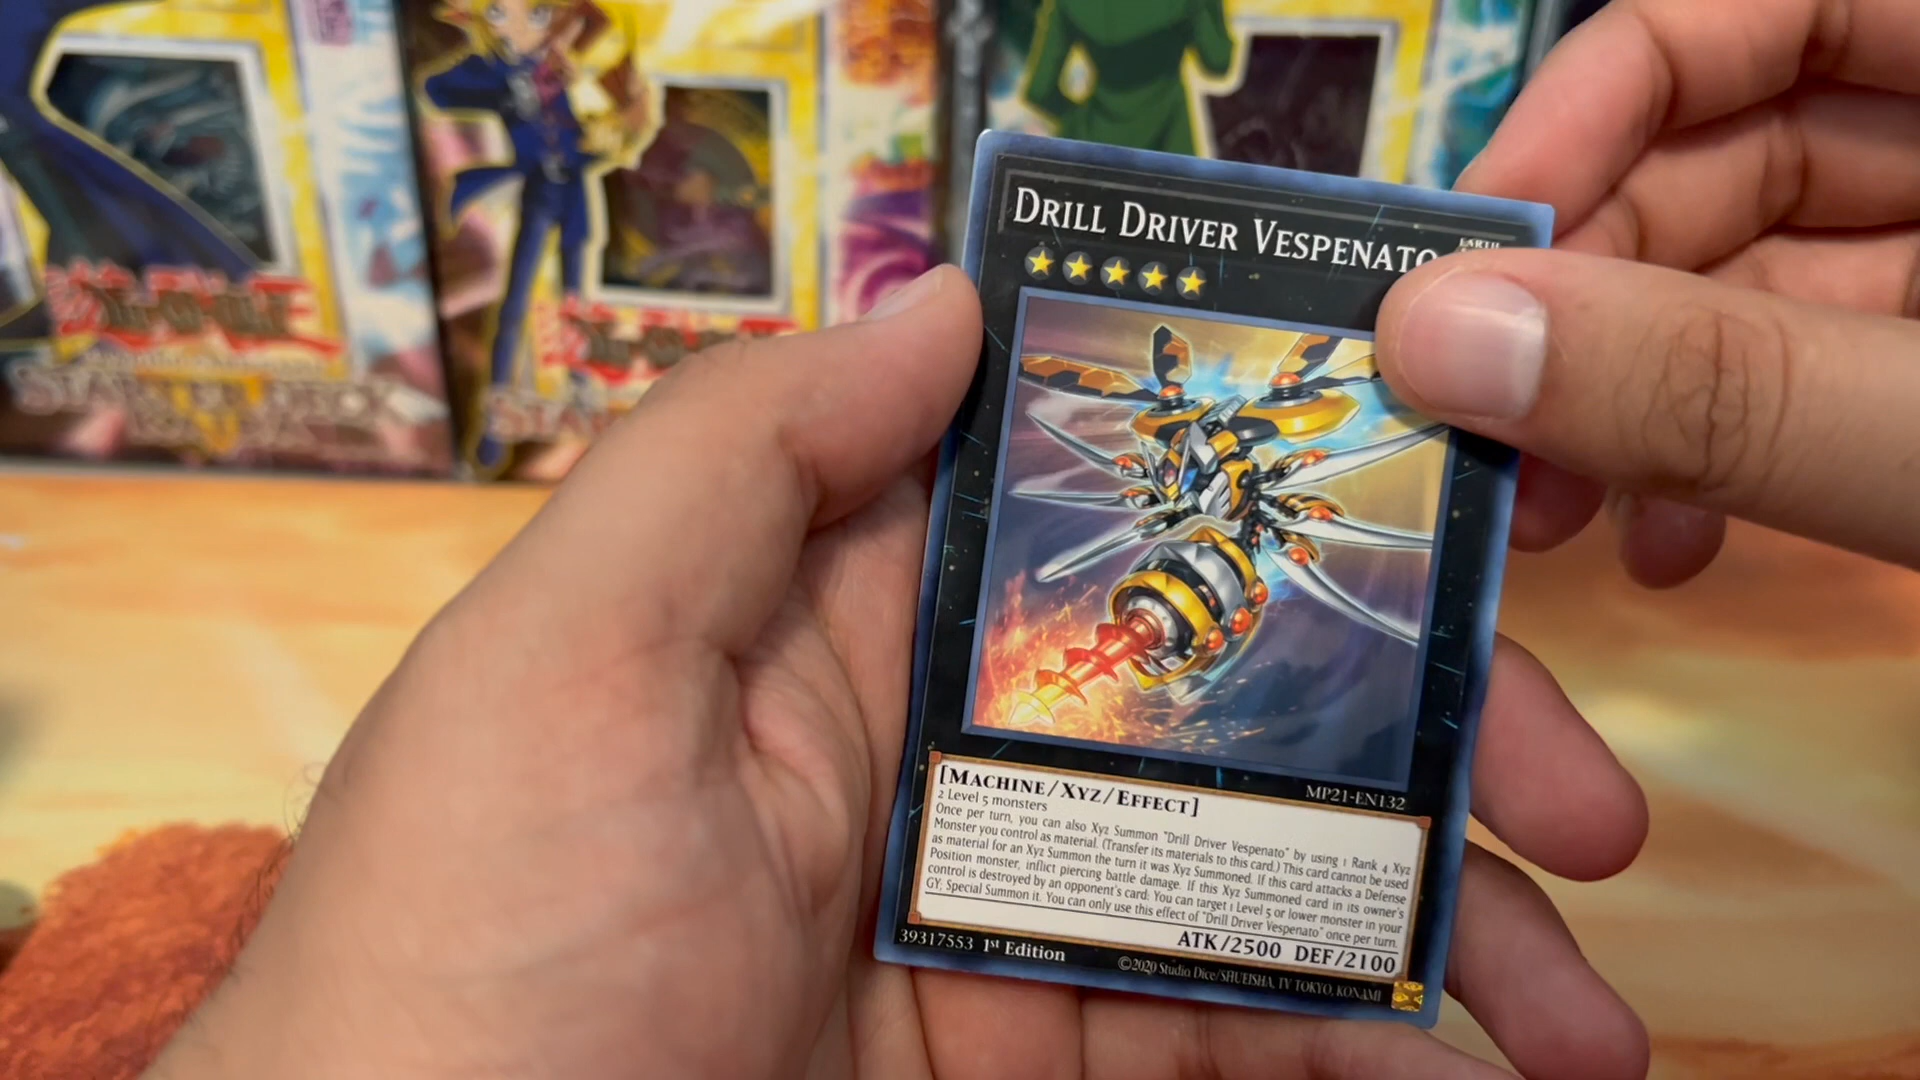 DRILL DRIVER VESPENATO
EARTH
MP21-EN132
[MACHINE/XYZ/EFFECT]
2 Level 5 monsters
Once per turn, you can also Xyz Summon "Drill Driver Vespenato" by using 1 Rank 4 Xyz
Monster you control as material. (Transfer its materials to this card.) This card cannot be used
as material for an Xyz Summon the turn it was Xyz Summoned. If this card attacks a Defense
Position monster, inflict piercing battle damage. If this Xyz Summoned card in its owner's
control is destroyed by an opponent's card: You can target 1 Level 5 or lower monster in your
GY; Special Summon it. You can only use this effect of "Drill Driver Vespenato" once per turn.
ATK/2500 DEF/2100
39317553 1st Edition
©2020 Studio Dice/SHUEISHA, TV TOKYO, KONAMI